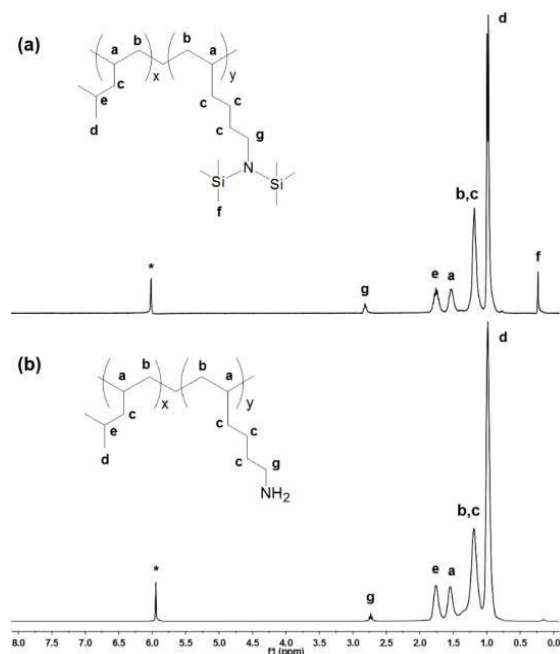 (a)
a b b a
x y
c c c
e c g
d N
Si Si
f
d
b,c
* g e a f
(b)
a b b a
x y
c c c
e c g
d NH2
d
b,c
* g e a
8.0 7.5 7.0 6.5 6.0 5.5 5.0 4.5 4.0 3.5 3.0 2.5 2.0 1.5 1.0 0.5 0.0
f1 (ppm)